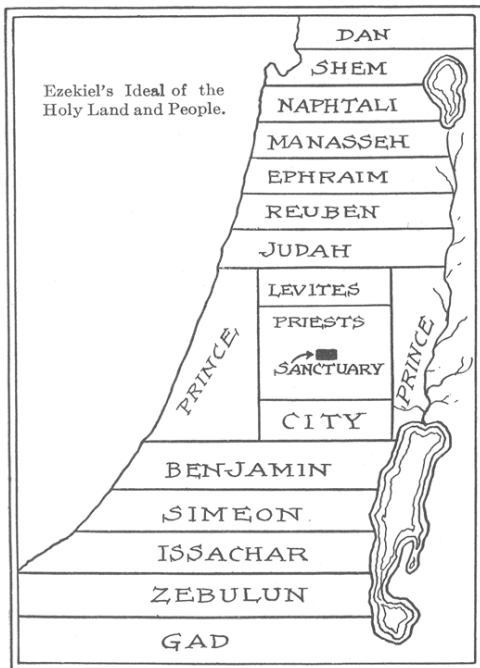 Ezekiel's Ideal of the
Holy Land and People.
DAN
SHEM
NAPHTALI
MANASSEH
EPHRAIM
REUBEN
JUDAH
LEVITES
PRIESTS
SANCTUARY
PRINCE
PRINCE
CITY
BENJAMIN
SIMEON
ISSACHAR
ZEBULUN
GAD